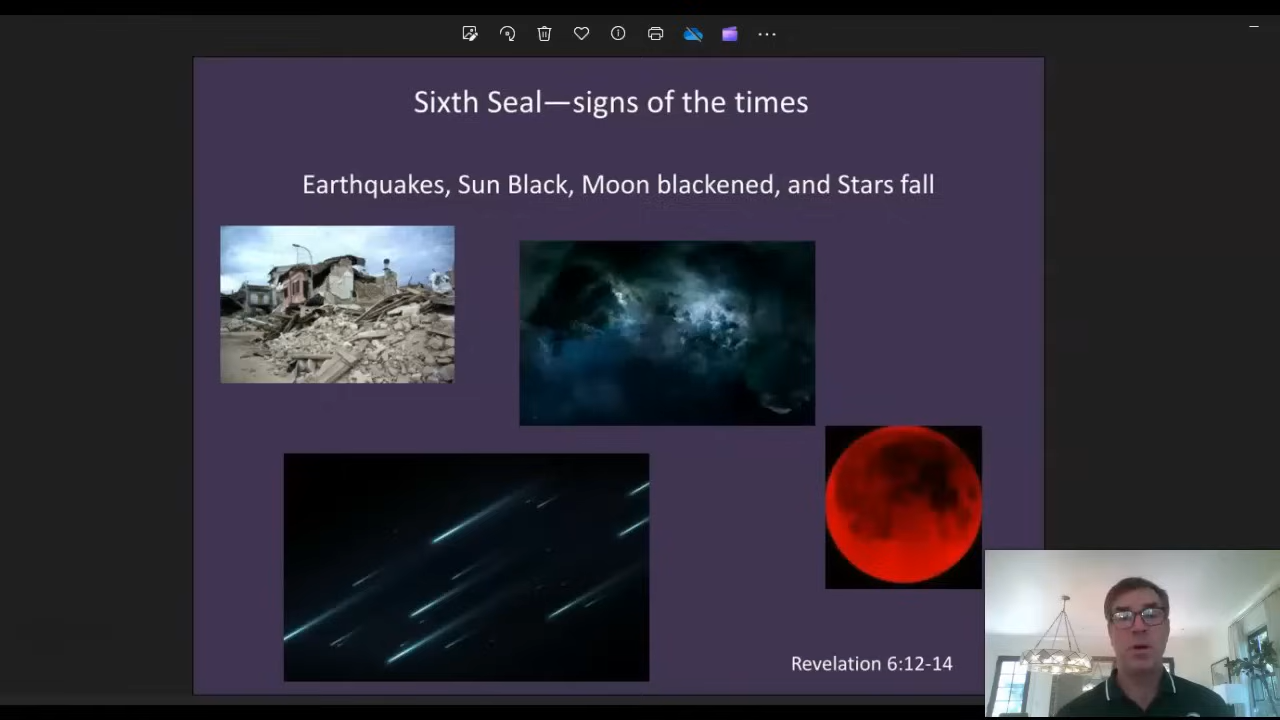 Sixth Seal—signs of the times
Earthquakes, Sun Black, Moon blackened, and Stars fall
Revelation 6:12-14